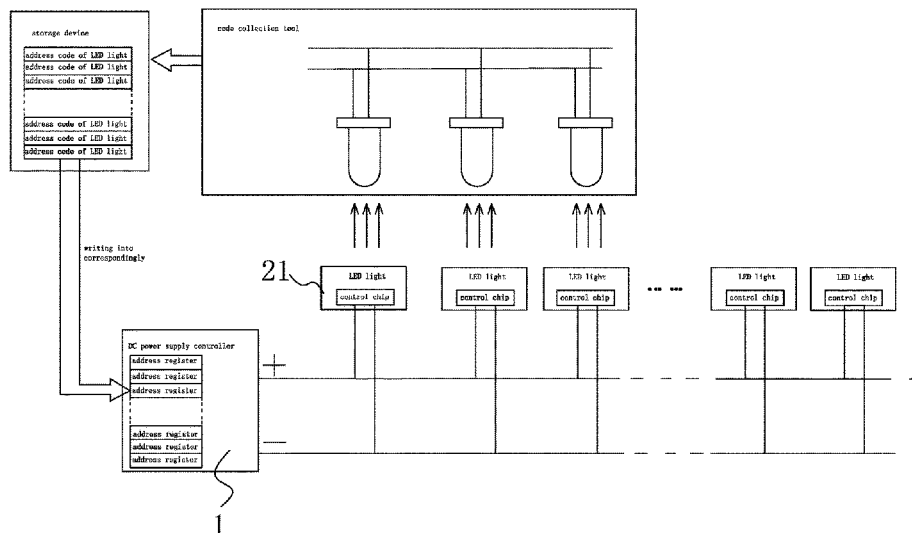 storage device
address code of LED light
address code of LED light
address code of LED light
address code of LED light
address code of LED light
address code of LED light
code collection tool
writing into
correspondingly
21
LED light
control chip
LED light
control chip
LED light
control chip
LED light
control chip
LED light
control chip
DC power supply controller
address register
address register
address register
address register
address register
address register
+
−
1